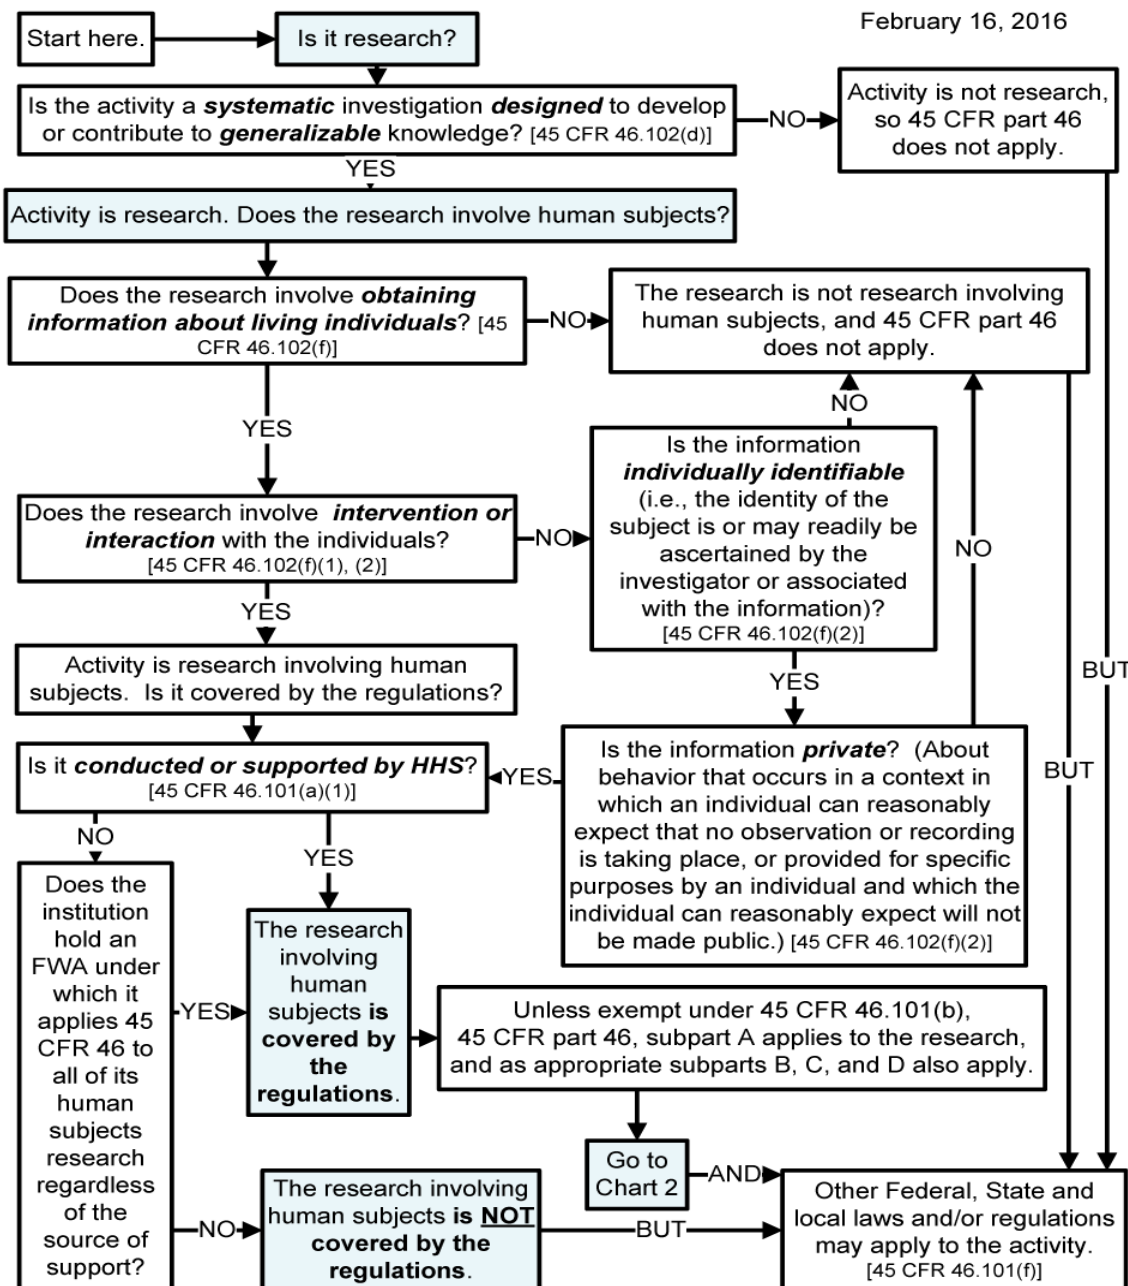 February 16, 2016
Start here.
Is it research?
Is the activity a systematic investigation designed to develop
or contribute to generalizable knowledge? [45 CFR 46.102(d)]
NO
Activity is not research,
so 45 CFR part 46
does not apply.
YES
Activity is research. Does the research involve human subjects?
Does the research involve obtaining
information about living individuals? [45
CFR 46.102(f)]
NO
The research is not research involving
human subjects, and 45 CFR part 46
does not apply.
YES
NO
Is the information
individually identifiable
(i.e., the identity of the
subject is or may readily be
ascertained by the
investigator or associated
with the information)?
[45 CFR 46.102(f)(2)]
NO
Does the research involve intervention or
interaction with the individuals?
[45 CFR 46.102(f)(1), (2)]
NO
YES
Activity is research involving human
subjects. Is it covered by the regulations?
YES
BUT
Is it conducted or supported by HHS?
[45 CFR 46.101(a)(1)]
YES
Is the information private? (About
behavior that occurs in a context in
which an individual can reasonably
expect that no observation or recording
is taking place, or provided for specific
purposes by an individual and which the
individual can reasonably expect will not
be made public.) [45 CFR 46.102(f)(2)]
BUT
NO
YES
Does the
institution
hold an
FWA under
which it
applies 45
CFR 46 to
all of its
human
subjects
research
regardless
of the
source of
support?
YES
The research
involving
human
subjects is
covered by
the
regulations.
Unless exempt under 45 CFR 46.101(b),
45 CFR part 46, subpart A applies to the research,
and as appropriate subparts B, C, and D also apply.
Go to
Chart 2
AND
NO
The research involving
human subjects is NOT
covered by the
regulations.
BUT
Other Federal, State and
local laws and/or regulations
may apply to the activity.
[45 CFR 46.101(f)]